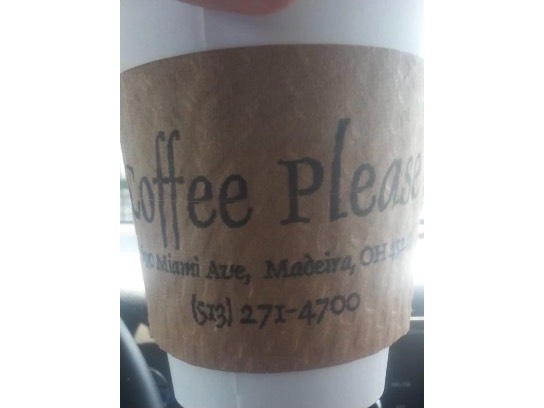 Coffee Please
Miami Ave, Madeira, OH
(513) 271-4700